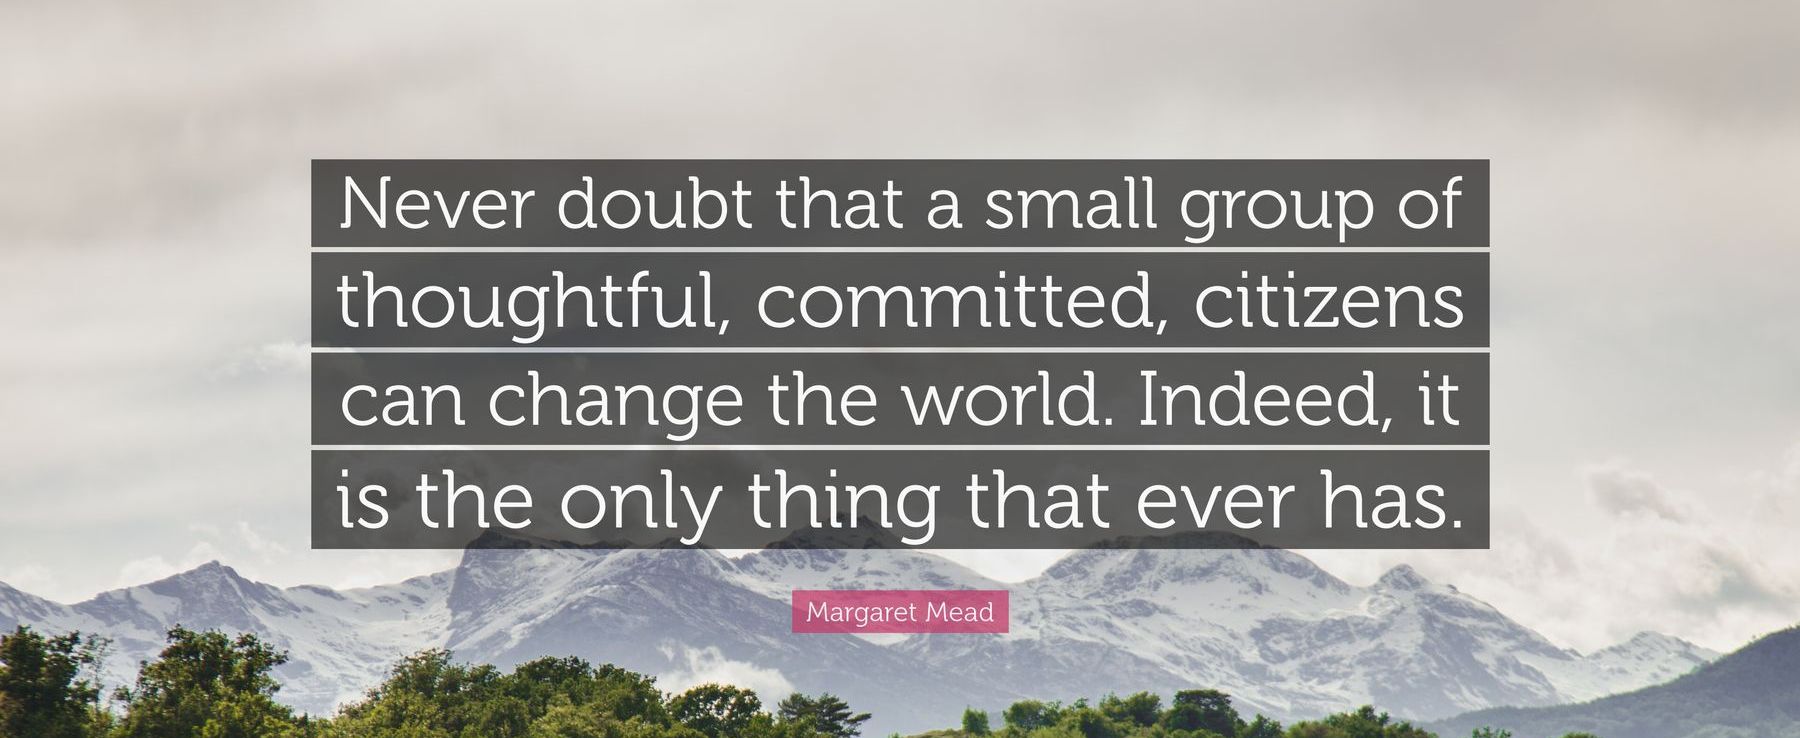 Never doubt that a small group of
thoughtful, committed, citizens
can change the world. Indeed, it
is the only thing that ever has.
Margaret Mead